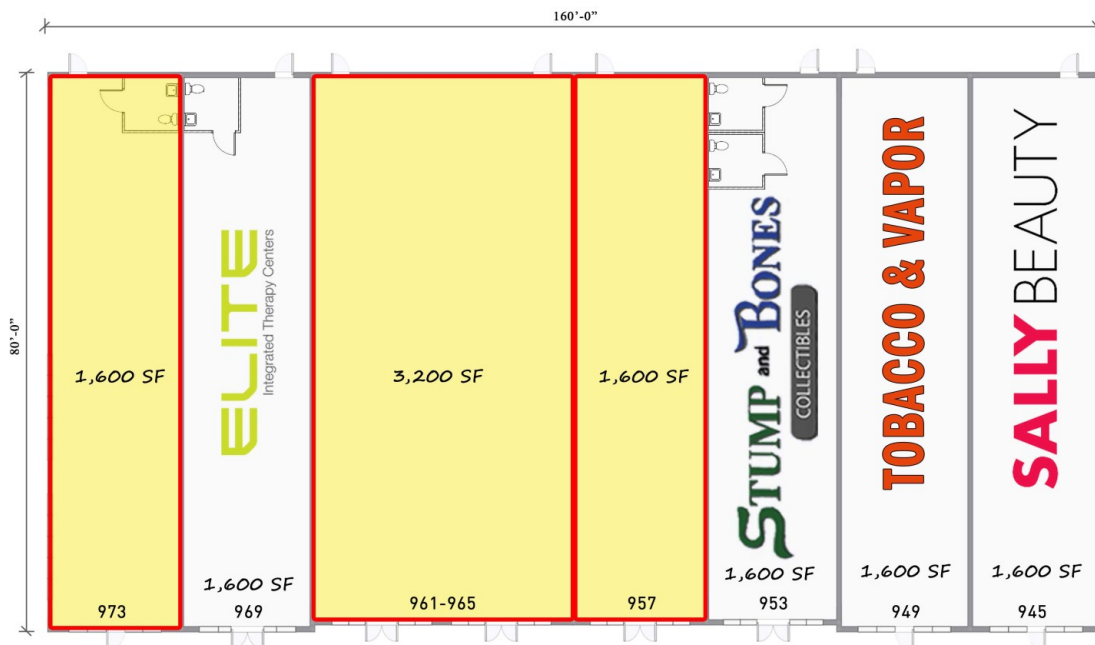 160'-0"
80'-0"
1,600 SF
973
ELITE
Integrated Therapy Centers
1,600 SF
969
3,200 SF
961-965
1,600 SF
957
STUMP and BONES
COLLECTIBLES
1,600 SF
953
TOBACCO & VAPOR
1,600 SF
949
SALLY BEAUTY
1,600 SF
945